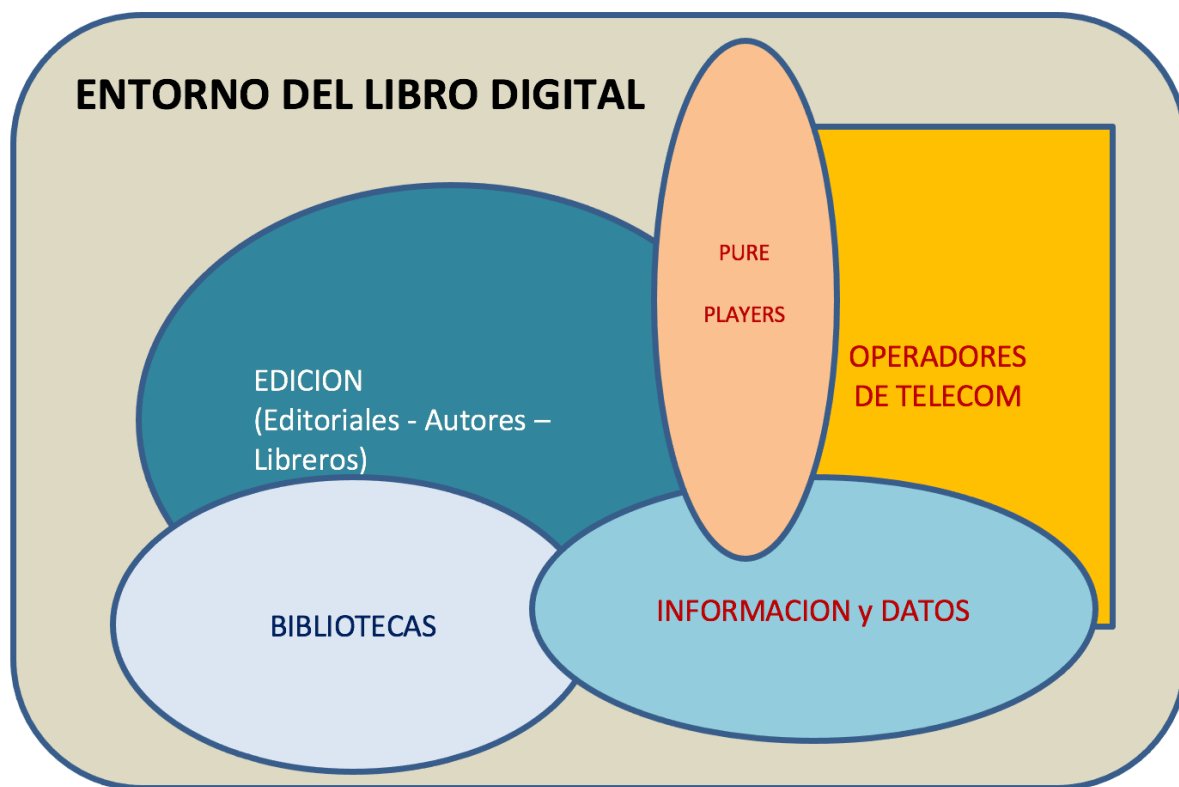 ENTORNO DEL LIBRO DIGITAL
PURE
PLAYERS
OPERADORES
DE TELECOM
EDICION
(Editoriales - Autores –
Libreros)
BIBLIOTECAS
INFORMACION y DATOS